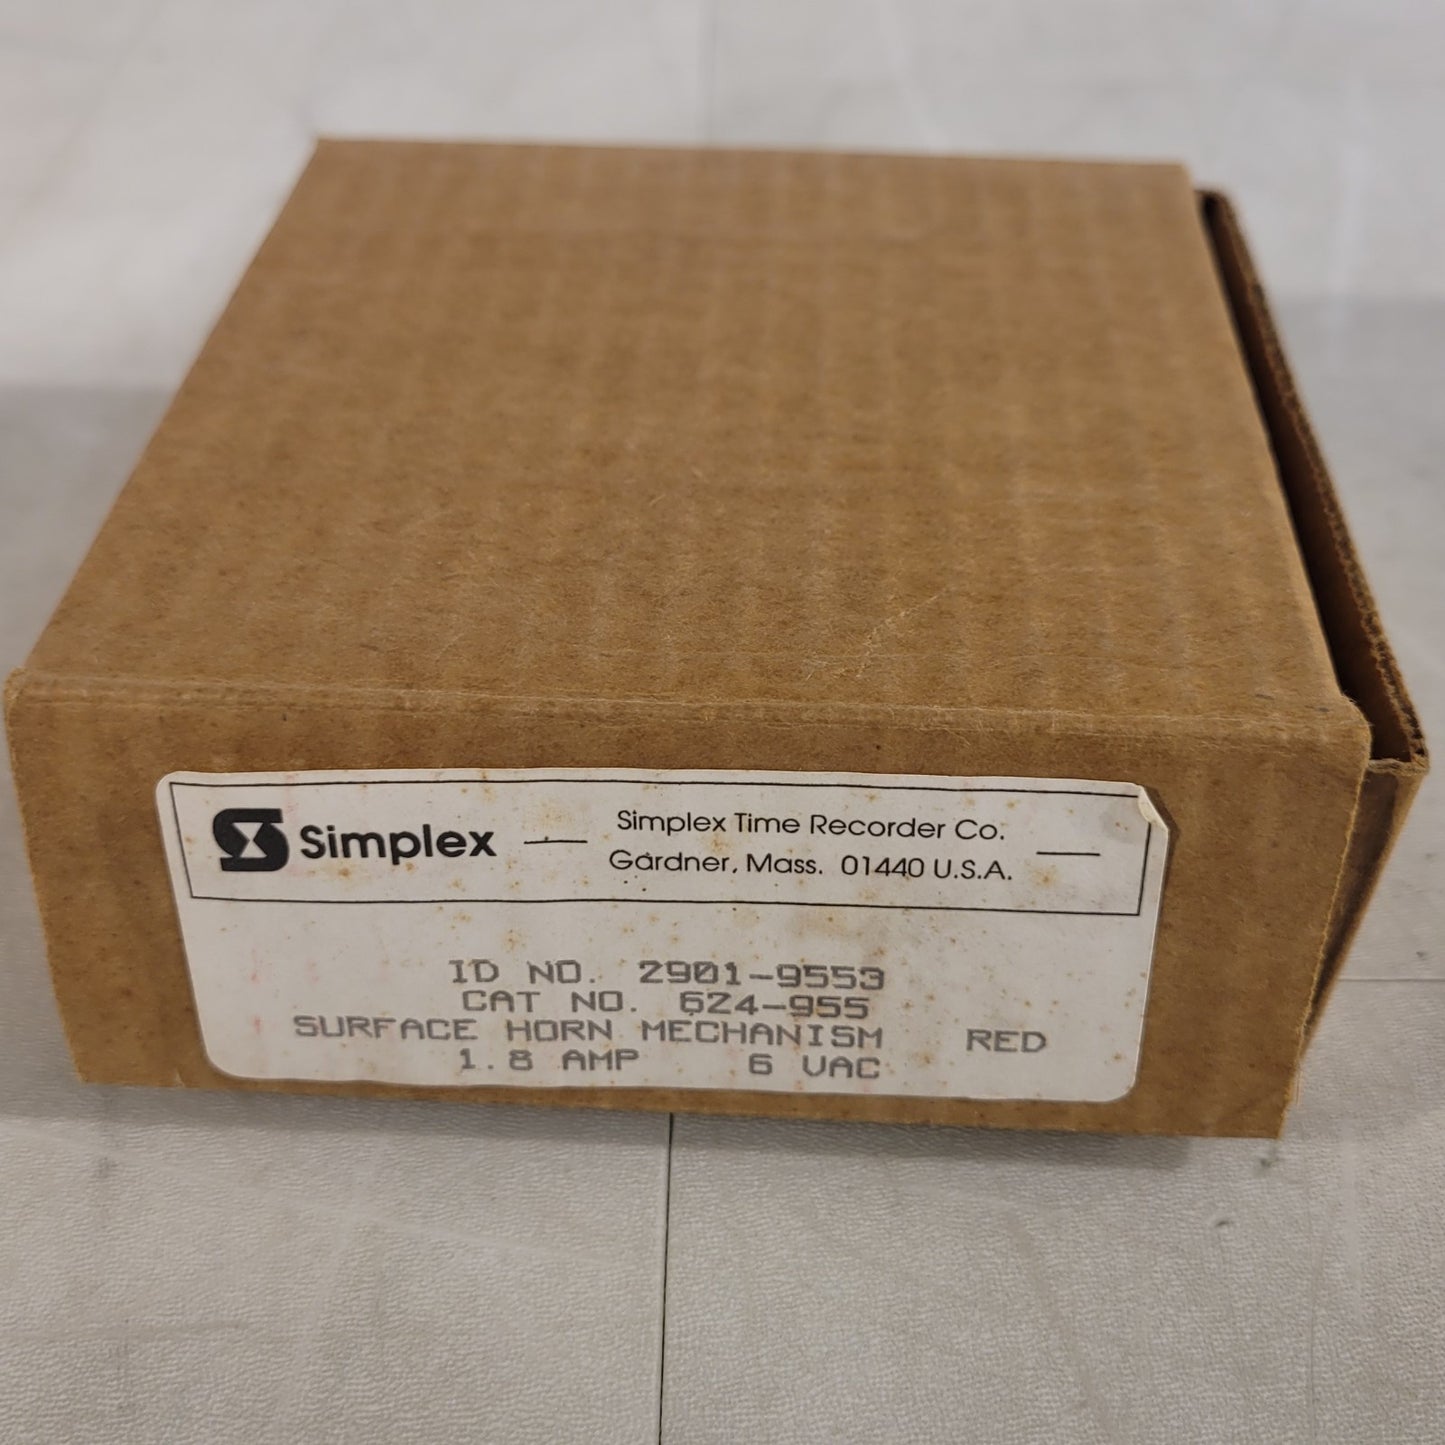 Simplex
Simplex Time Recorder Co.
Gardner, Mass. 01440 U.S.A.
ID NO. 2901-9553
CAT NO. 624-955
SURFACE HORN MECHANISM RED
1.8 AMP 6 VAC